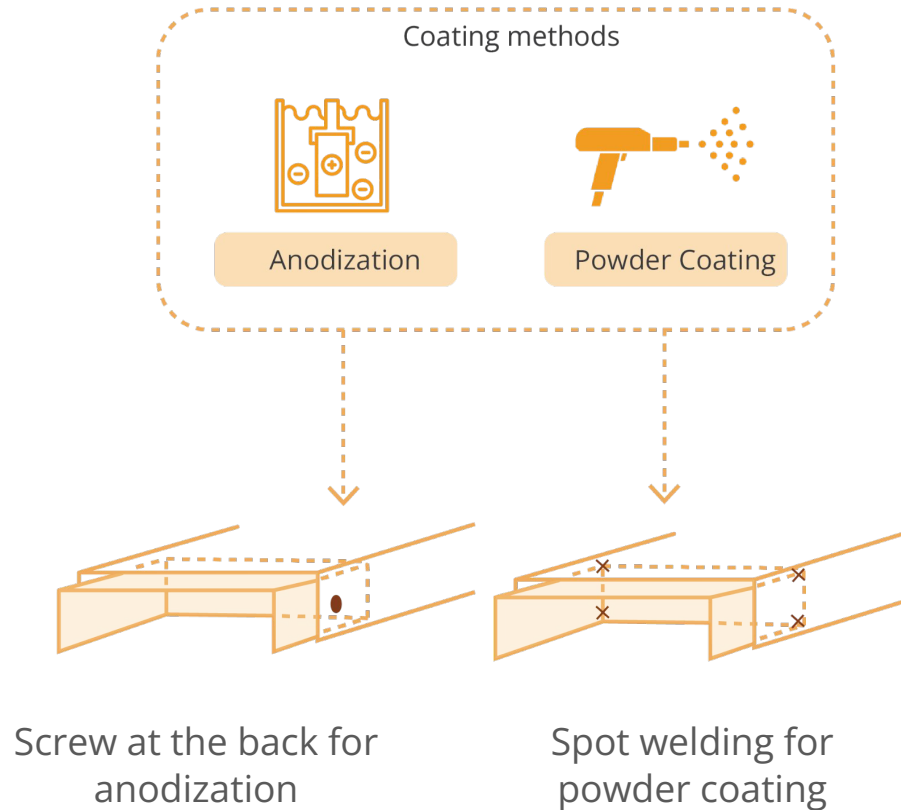 Coating methods
Anodization
Powder Coating
Screw at the back for
anodization
Spot welding for
powder coating